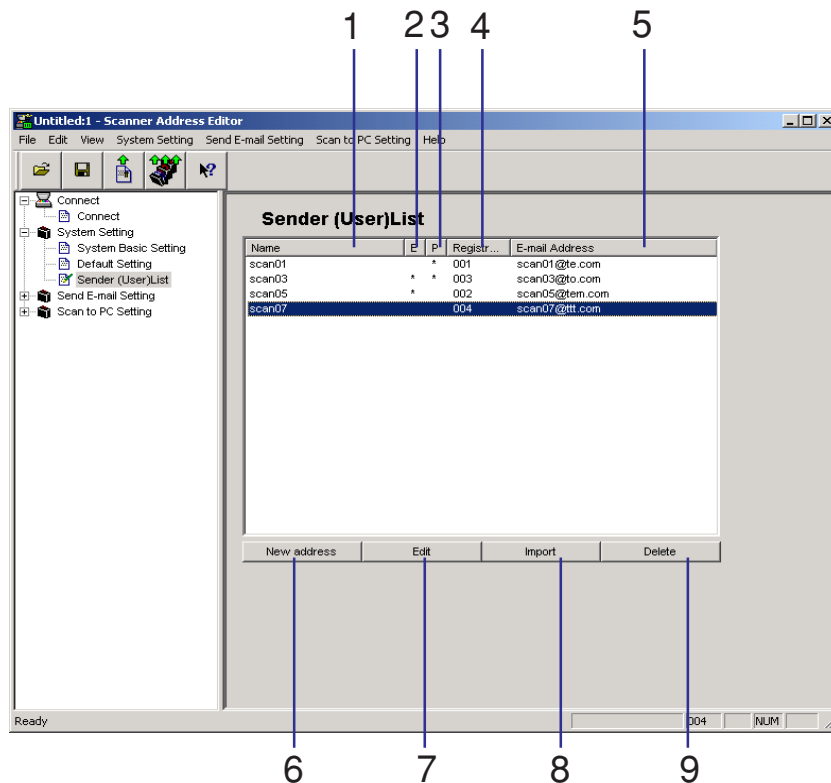 1 2 3 4 5
Untitled:1 - Scanner Address Editor
File Edit View System Setting Send E-mail Setting Scan to PC Setting Help
Connect
Connect
System Setting
System Basic Setting
Default Setting
Sender (User)List
Send E-mail Setting
Scan to PC Setting
Sender (User)List
Name E P Registr... E-mail Address
scan01 * 001 scan01@te.com
scan03 * * 003 scan03@to.com
scan05 * 002 scan05@tem.com
scan07 004 scan07@ttt.com
New address Edit Import Delete
Ready 004 NUM
6 7 8 9